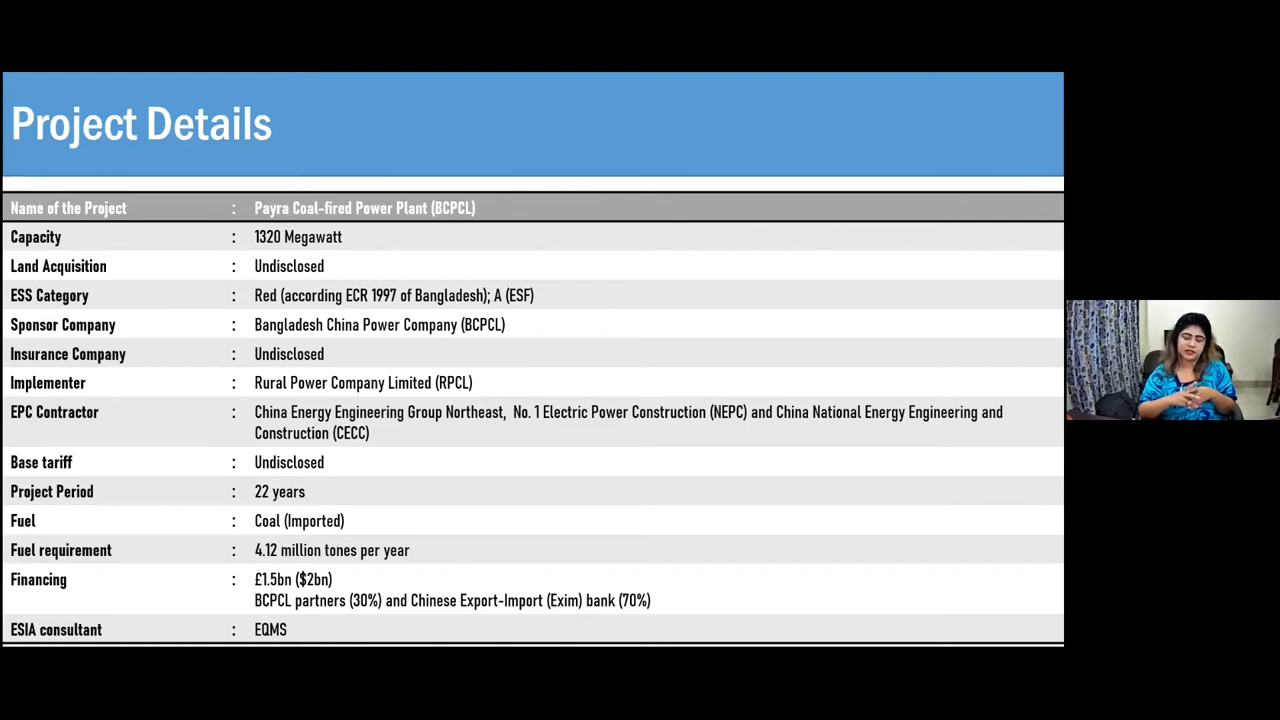 Project Details
Name of the Project : Payra Coal-fired Power Plant (BCPCL)
Capacity : 1320 Megawatt
Land Acquisition : Undisclosed
ESS Category : Red (according ECR 1997 of Bangladesh); A (ESF)
Sponsor Company : Bangladesh China Power Company (BCPCL)
Insurance Company : Undisclosed
Implementer : Rural Power Company Limited (RPCL)
EPC Contractor : China Energy Engineering Group Northeast, No. 1 Electric Power Construction (NEPC) and China National Energy Engineering and
Construction (CECC)
Base tariff : Undisclosed
Project Period : 22 years
Fuel : Coal (Imported)
Fuel requirement : 4.12 million tones per year
Financing : £1.5bn ($2bn)
BCPCL partners (30%) and Chinese Export-Import (Exim) bank (70%)
ESIA consultant : EQMS